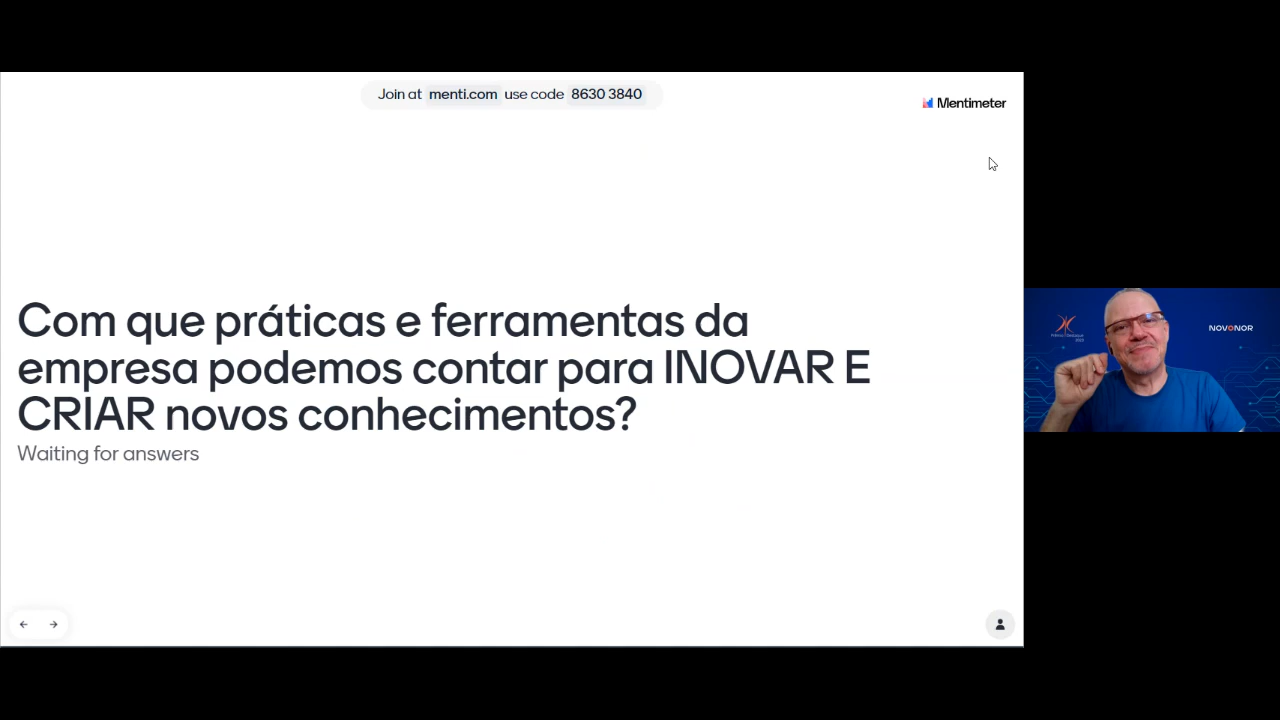 Join at menti.com use code 8630 3840
Mentimeter
Com que práticas e ferramentas da
empresa podemos contar para INOVAR E
CRIAR novos conhecimentos?
Waiting for answers
NOVONOR